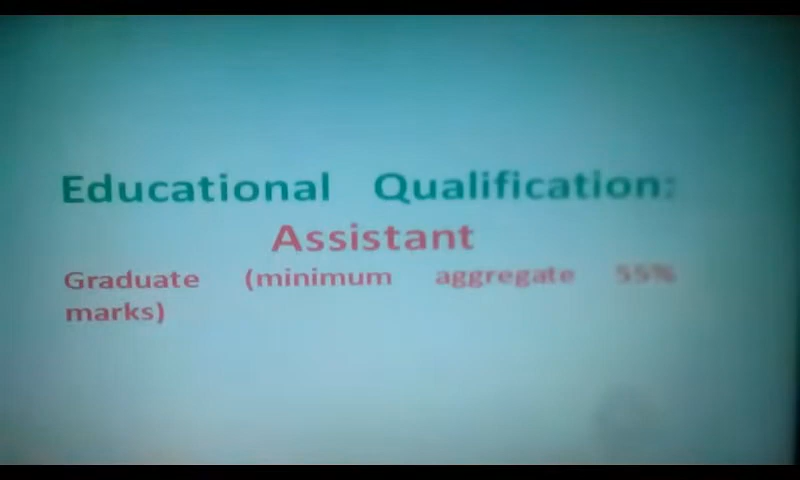 Educational Qualification:
Assistant
Graduate (minimum aggregate 55%
marks)